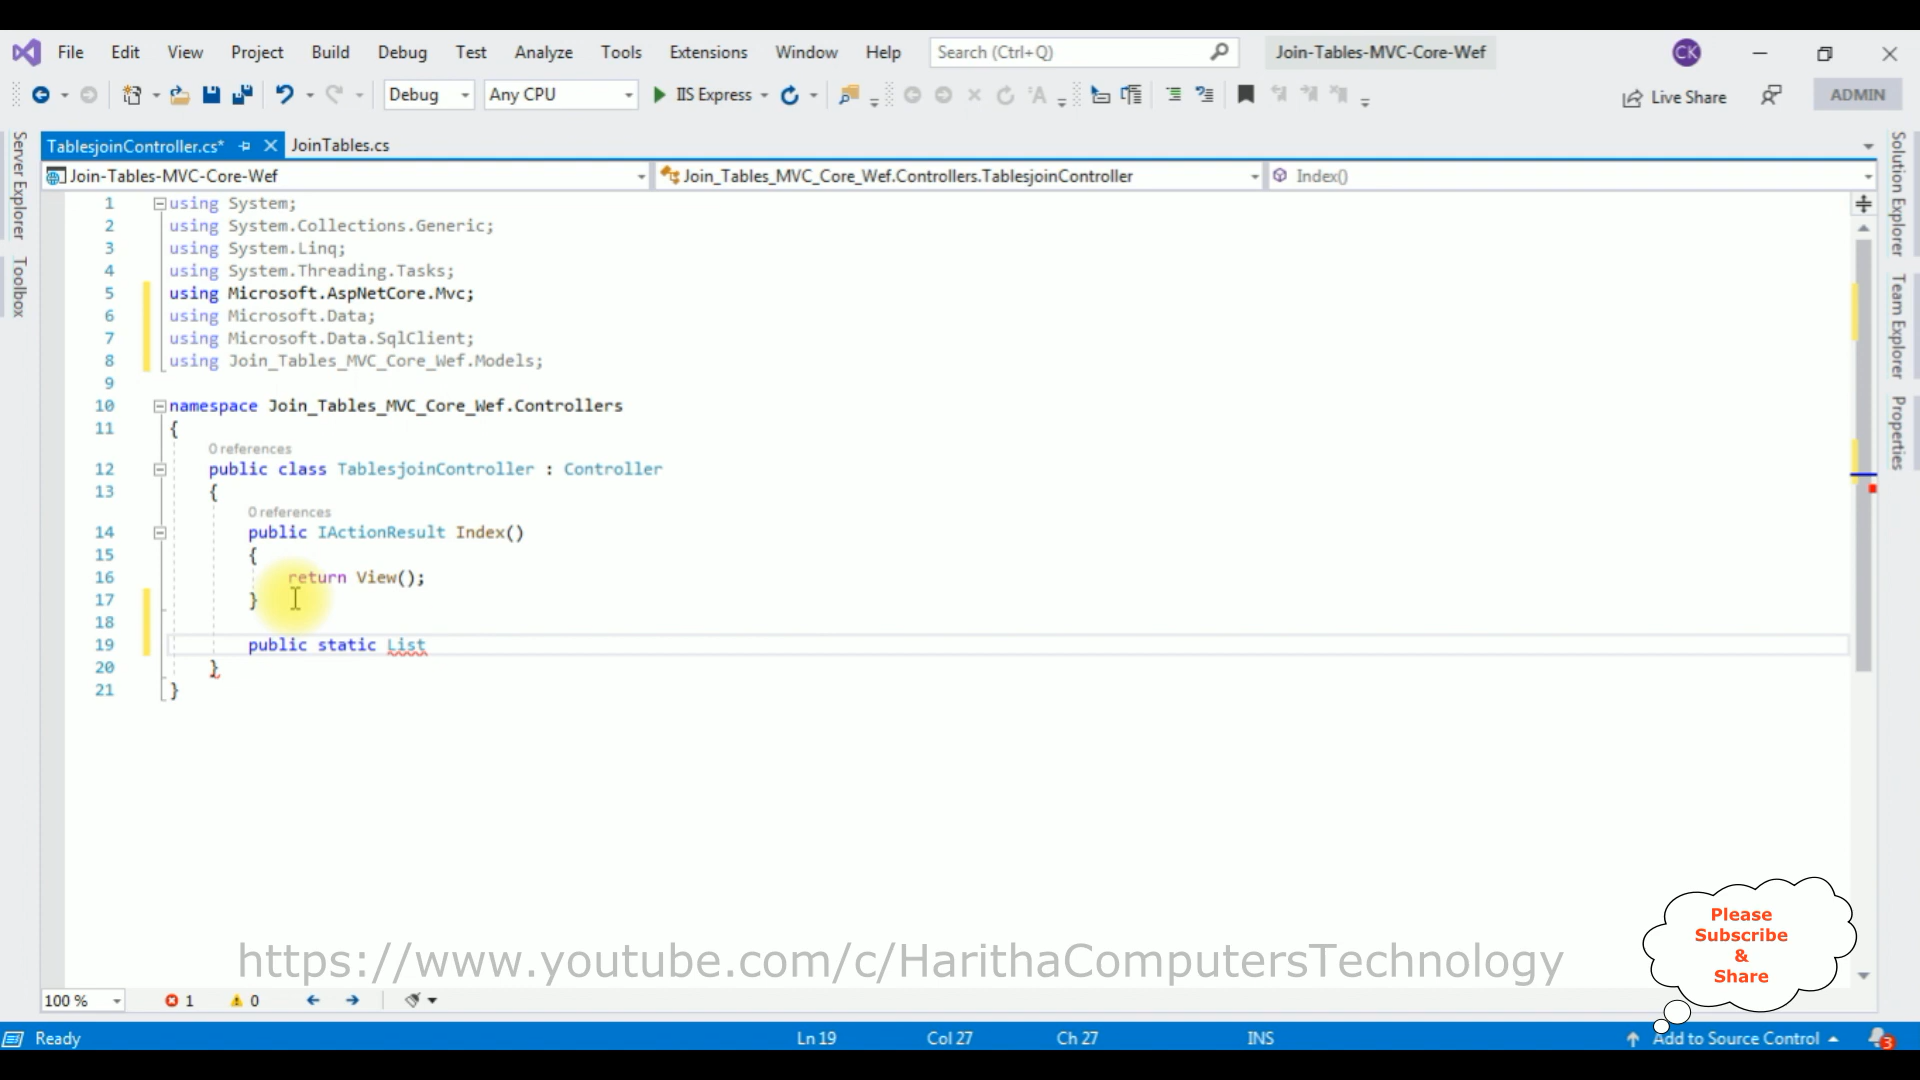 File Edit View Project Build Debug Test Analyze Tools Extensions Window Help Search (Ctrl+Q) Join-Tables-MVC-Core-Wef CK
Debug Any CPU IIS Express Live Share ADMIN
TablesjoinController.cs* JoinTables.cs
Join-Tables-MVC-Core-Wef Join_Tables_MVC_Core_Wef.Controllers.TablesjoinController Index()
Server Explorer
Toolbox
Solution Explorer
Team Explorer
Properties
1 using System;
2 using System.Collections.Generic;
3 using System.Linq;
4 using System.Threading.Tasks;
5 using Microsoft.AspNetCore.Mvc;
6 using Microsoft.Data;
7 using Microsoft.Data.SqlClient;
8 using Join_Tables_MVC_Core_Wef.Models;
9
10 namespace Join_Tables_MVC_Core_Wef.Controllers
11 {
0 references
12 public class TablesjoinController : Controller
13 {
0 references
14 public IActionResult Index()
15 {
16 return View();
17 }
18
19 public static List
20 }
21 }
https://www.youtube.com/c/HarithaComputersTechnology
Please
Subscribe
&
Share
100 % 1 0
Ready Ln 19 Col 27 Ch 27 INS Add to Source Control 3